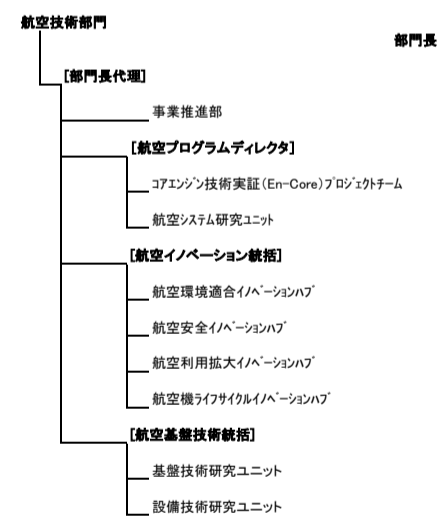 航空技術部門
部門長
[部門長代理]
事業推進部
[航空プログラムディレクタ]
コアエンジン技術実証(En-Core)プロジェクトチーム
航空システム研究ユニット
[航空イノベーション統括]
航空環境適合イノベーションハブ
航空安全イノベーションハブ
航空利用拡大イノベーションハブ
航空機ライフサイクルイノベーションハブ
[航空基盤技術統括]
基盤技術研究ユニット
設備技術研究ユニット